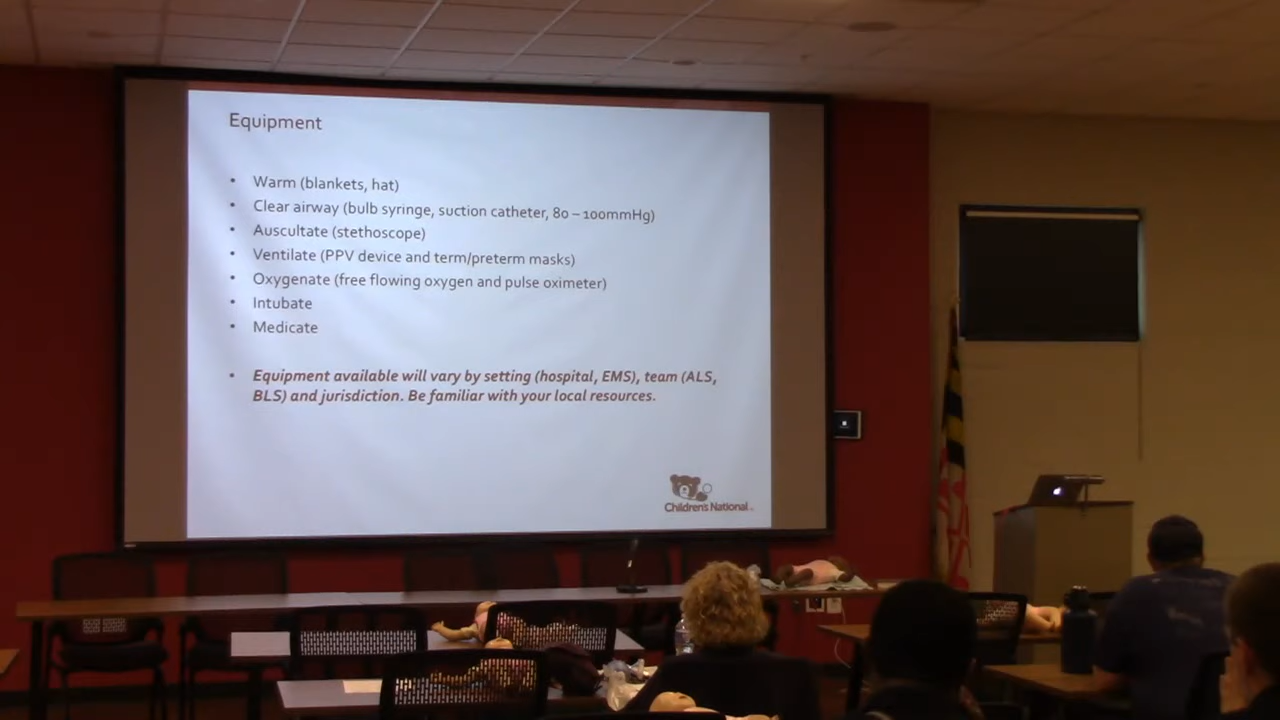 Equipment
• Warm (blankets, hat)
• Clear airway (bulb syringe, suction catheter, 80 – 100mmHg)
• Auscultate (stethoscope)
• Ventilate (PPV device and term/preterm masks)
• Oxygenate (free flowing oxygen and pulse oximeter)
• Intubate
• Medicate
• Equipment available will vary by setting (hospital, EMS), team (ALS,
BLS) and jurisdiction. Be familiar with your local resources.
Children's National